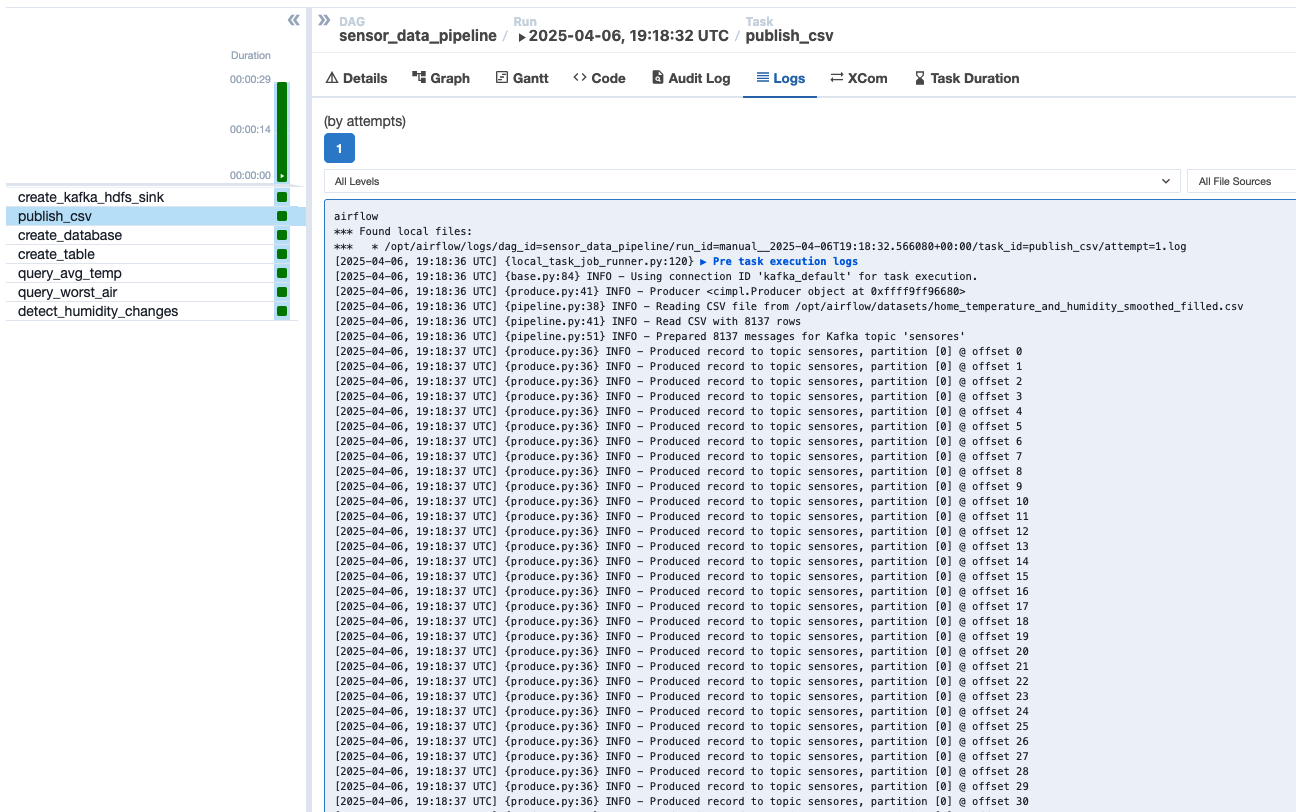 DAG
sensor_data_pipeline
/
Run
2025-04-06, 19:18:32 UTC
/
Task
publish_csv
Duration
00:00:29
00:00:14
00:00:00
create_kafka_hdfs_sink
publish_csv
create_database
create_table
query_avg_temp
query_worst_air
detect_humidity_changes
Details Graph Gantt Code Audit Log Logs XCom Task Duration
(by attempts)
1
All Levels
All File Sources
airflow
*** Found local files:
***   * /opt/airflow/logs/dag_id=sensor_data_pipeline/run_id=manual__2025-04-06T19:18:32.566080+00:00/task_id=publish_csv/attempt=1.log
[2025-04-06, 19:18:36 UTC] {local_task_job_runner.py:120} ▶ Pre task execution logs
[2025-04-06, 19:18:36 UTC] {base.py:84} INFO – Using connection ID 'kafka_default' for task execution.
[2025-04-06, 19:18:36 UTC] {produce.py:41} INFO – Producer <cimpl.Producer object at 0xffff9ff96680>
[2025-04-06, 19:18:36 UTC] {pipeline.py:38} INFO – Reading CSV file from /opt/airflow/datasets/home_temperature_and_humidity_smoothed_filled.csv
[2025-04-06, 19:18:36 UTC] {pipeline.py:41} INFO – Read CSV with 8137 rows
[2025-04-06, 19:18:36 UTC] {pipeline.py:51} INFO – Prepared 8137 messages for Kafka topic 'sensores'
[2025-04-06, 19:18:37 UTC] {produce.py:36} INFO – Produced record to topic sensores, partition [0] @ offset 0
[2025-04-06, 19:18:37 UTC] {produce.py:36} INFO – Produced record to topic sensores, partition [0] @ offset 1
[2025-04-06, 19:18:37 UTC] {produce.py:36} INFO – Produced record to topic sensores, partition [0] @ offset 2
[2025-04-06, 19:18:37 UTC] {produce.py:36} INFO – Produced record to topic sensores, partition [0] @ offset 3
[2025-04-06, 19:18:37 UTC] {produce.py:36} INFO – Produced record to topic sensores, partition [0] @ offset 4
[2025-04-06, 19:18:37 UTC] {produce.py:36} INFO – Produced record to topic sensores, partition [0] @ offset 5
[2025-04-06, 19:18:37 UTC] {produce.py:36} INFO – Produced record to topic sensores, partition [0] @ offset 6
[2025-04-06, 19:18:37 UTC] {produce.py:36} INFO – Produced record to topic sensores, partition [0] @ offset 7
[2025-04-06, 19:18:37 UTC] {produce.py:36} INFO – Produced record to topic sensores, partition [0] @ offset 8
[2025-04-06, 19:18:37 UTC] {produce.py:36} INFO – Produced record to topic sensores, partition [0] @ offset 9
[2025-04-06, 19:18:37 UTC] {produce.py:36} INFO – Produced record to topic sensores, partition [0] @ offset 10
[2025-04-06, 19:18:37 UTC] {produce.py:36} INFO – Produced record to topic sensores, partition [0] @ offset 11
[2025-04-06, 19:18:37 UTC] {produce.py:36} INFO – Produced record to topic sensores, partition [0] @ offset 12
[2025-04-06, 19:18:37 UTC] {produce.py:36} INFO – Produced record to topic sensores, partition [0] @ offset 13
[2025-04-06, 19:18:37 UTC] {produce.py:36} INFO – Produced record to topic sensores, partition [0] @ offset 14
[2025-04-06, 19:18:37 UTC] {produce.py:36} INFO – Produced record to topic sensores, partition [0] @ offset 15
[2025-04-06, 19:18:37 UTC] {produce.py:36} INFO – Produced record to topic sensores, partition [0] @ offset 16
[2025-04-06, 19:18:37 UTC] {produce.py:36} INFO – Produced record to topic sensores, partition [0] @ offset 17
[2025-04-06, 19:18:37 UTC] {produce.py:36} INFO – Produced record to topic sensores, partition [0] @ offset 18
[2025-04-06, 19:18:37 UTC] {produce.py:36} INFO – Produced record to topic sensores, partition [0] @ offset 19
[2025-04-06, 19:18:37 UTC] {produce.py:36} INFO – Produced record to topic sensores, partition [0] @ offset 20
[2025-04-06, 19:18:37 UTC] {produce.py:36} INFO – Produced record to topic sensores, partition [0] @ offset 21
[2025-04-06, 19:18:37 UTC] {produce.py:36} INFO – Produced record to topic sensores, partition [0] @ offset 22
[2025-04-06, 19:18:37 UTC] {produce.py:36} INFO – Produced record to topic sensores, partition [0] @ offset 23
[2025-04-06, 19:18:37 UTC] {produce.py:36} INFO – Produced record to topic sensores, partition [0] @ offset 24
[2025-04-06, 19:18:37 UTC] {produce.py:36} INFO – Produced record to topic sensores, partition [0] @ offset 25
[2025-04-06, 19:18:37 UTC] {produce.py:36} INFO – Produced record to topic sensores, partition [0] @ offset 26
[2025-04-06, 19:18:37 UTC] {produce.py:36} INFO – Produced record to topic sensores, partition [0] @ offset 27
[2025-04-06, 19:18:37 UTC] {produce.py:36} INFO – Produced record to topic sensores, partition [0] @ offset 28
[2025-04-06, 19:18:37 UTC] {produce.py:36} INFO – Produced record to topic sensores, partition [0] @ offset 29
[2025-04-06, 19:18:37 UTC] {produce.py:36} INFO – Produced record to topic sensores, partition [0] @ offset 30